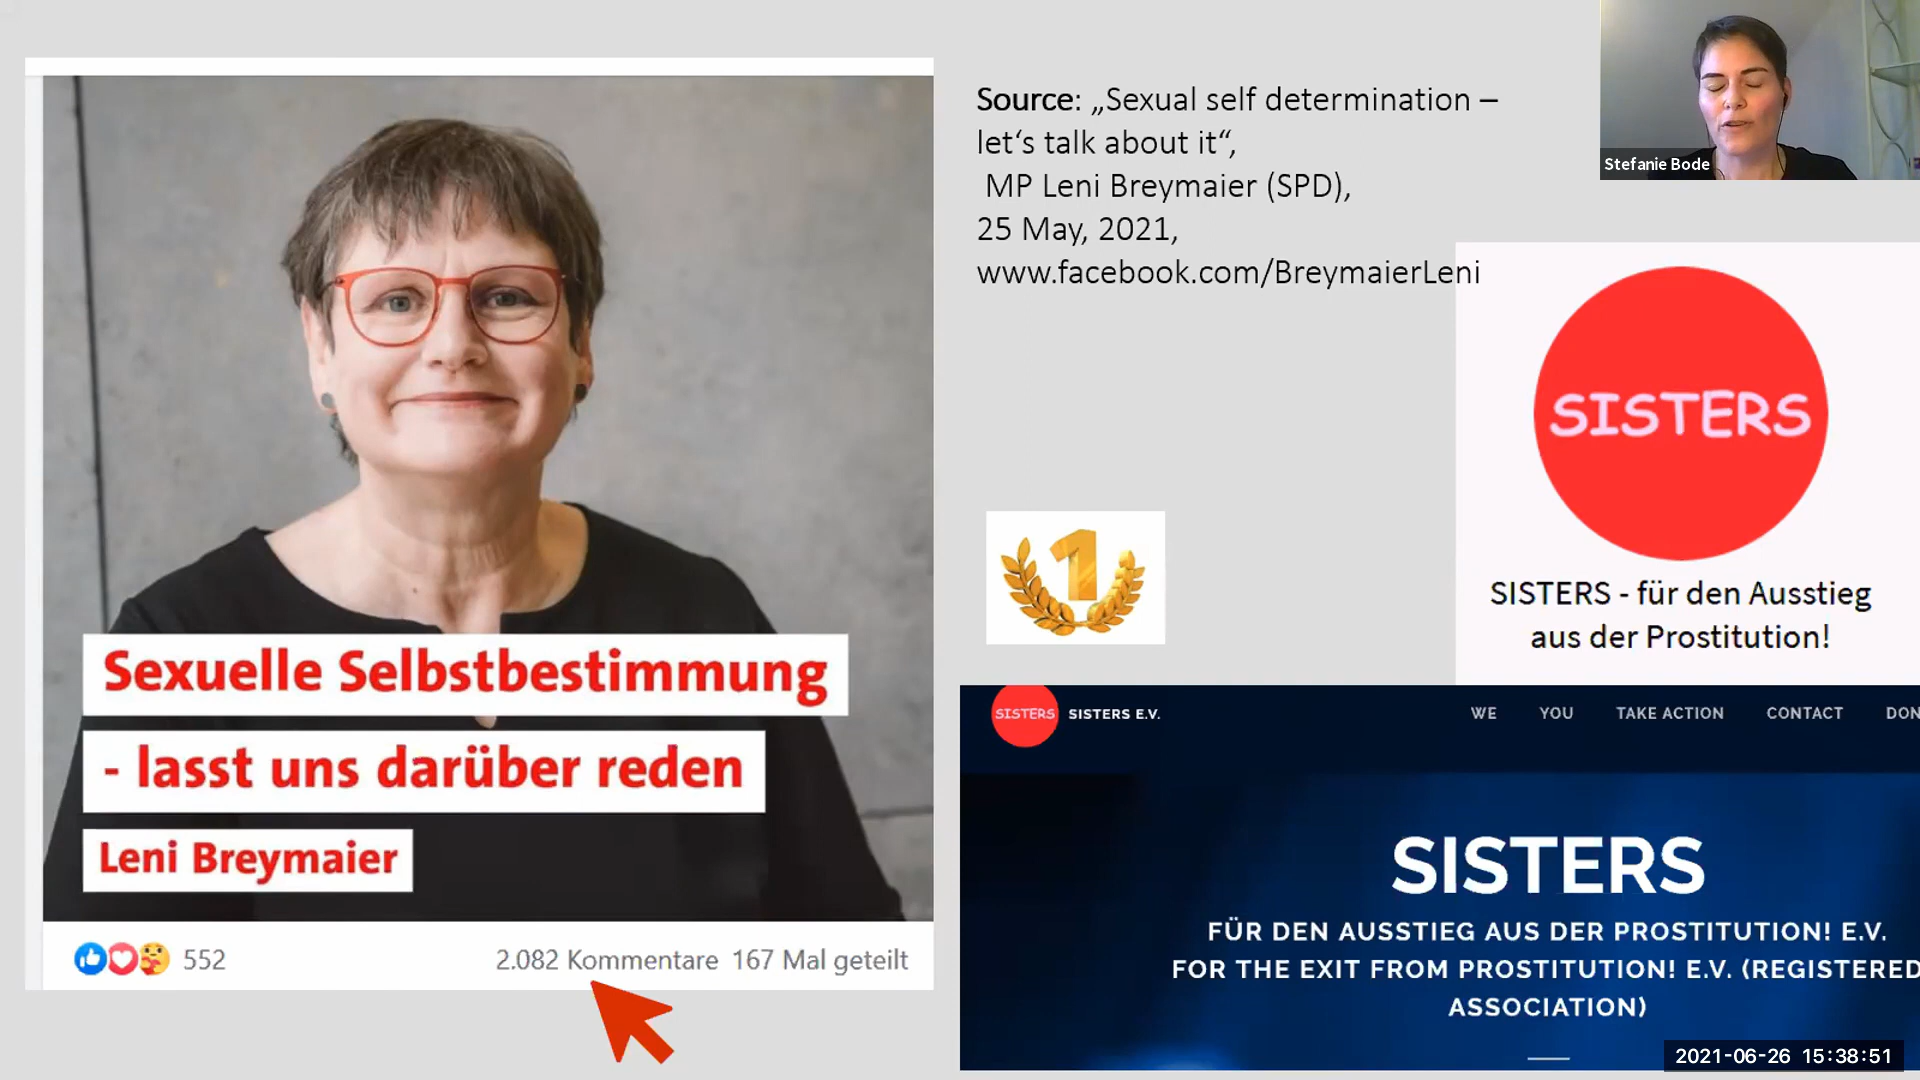 Source: „Sexual self determination –
let‘s talk about it“,
MP Leni Breymaier (SPD),
25 May, 2021,
www.facebook.com/BreymaierLeni
Stefanie Bode
SISTERS
SISTERS - für den Ausstieg
aus der Prostitution!
1
Sexuelle Selbstbestimmung
- lasst uns darüber reden
Leni Breymaier
552
2.082 Kommentare 167 Mal geteilt
SISTERS
SISTERS E.V.
WE YOU TAKE ACTION CONTACT DON
SISTERS
FÜR DEN AUSSTIEG AUS DER PROSTITUTION! E.V.
FOR THE EXIT FROM PROSTITUTION! E.V. (REGISTERED
ASSOCIATION)
2021-06-26 15:38:51